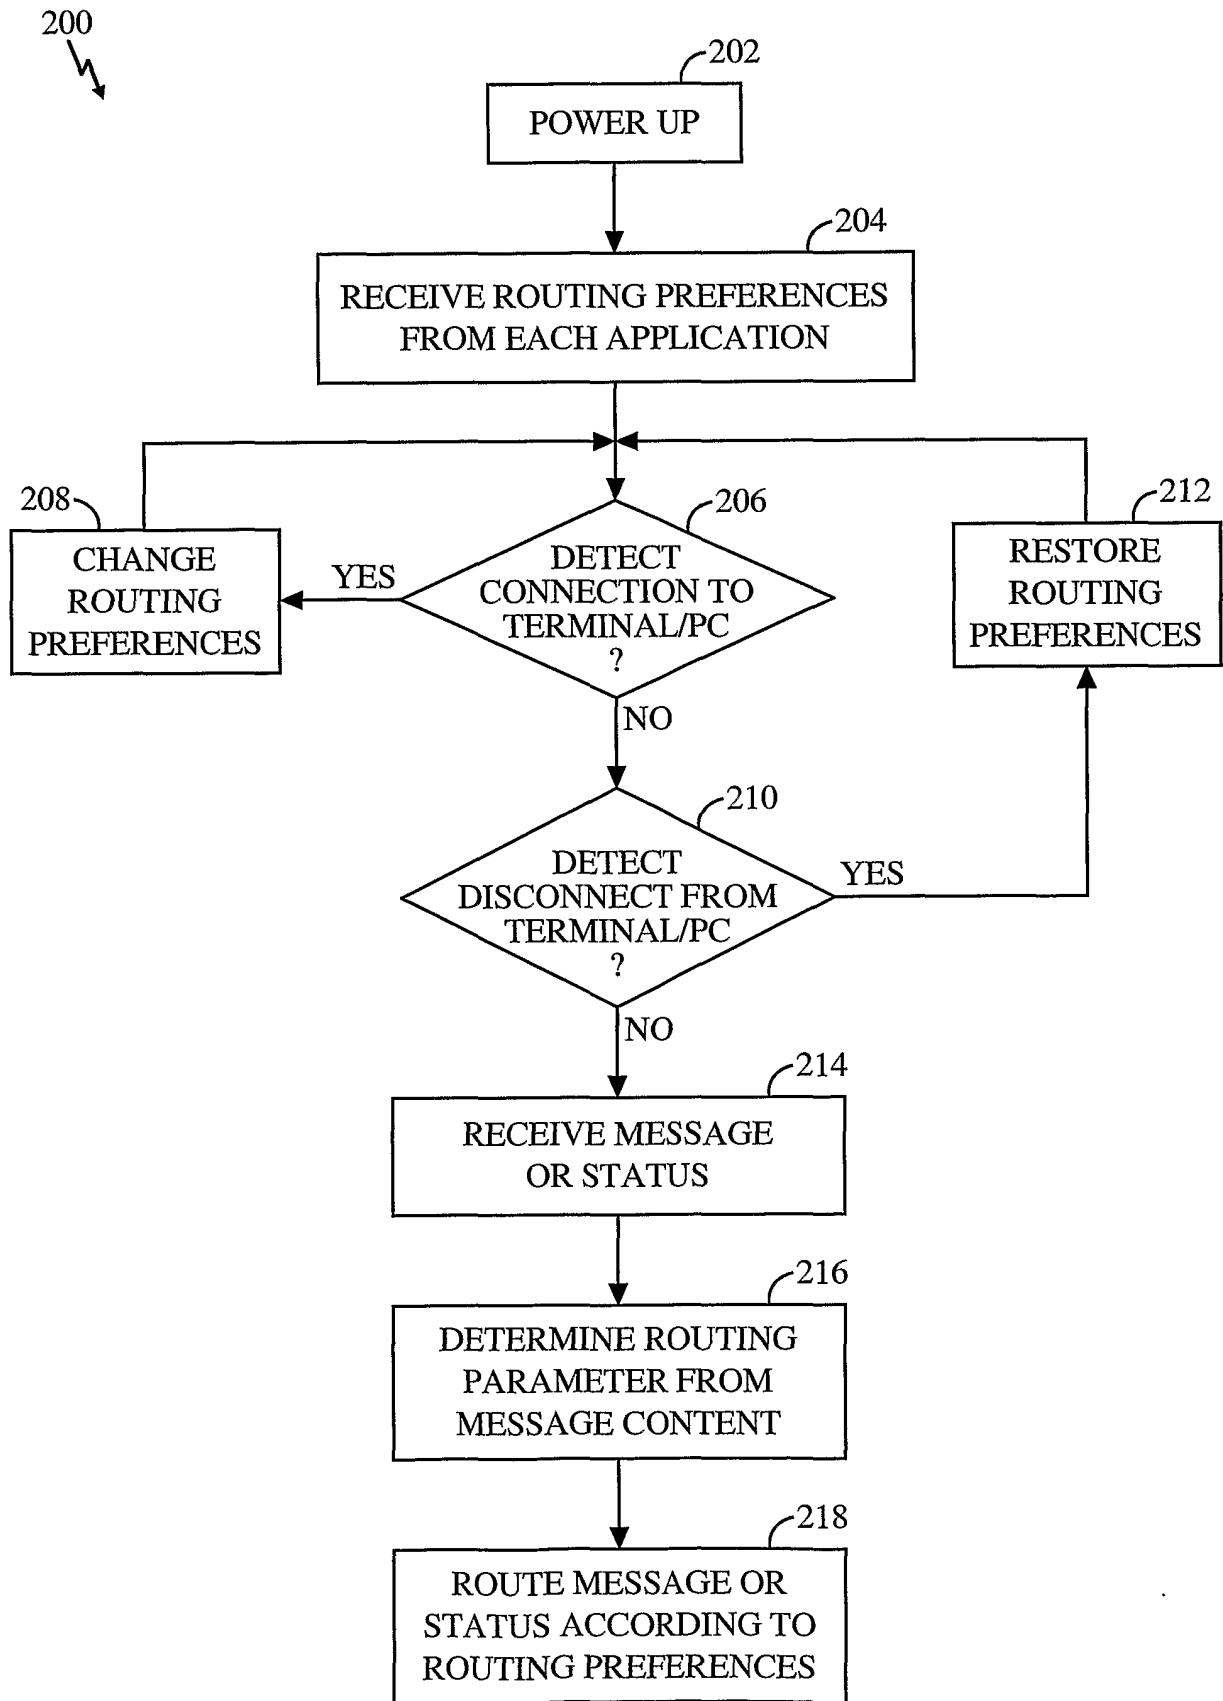 200
202
POWER UP
204
RECEIVE ROUTING PREFERENCES
FROM EACH APPLICATION
208
CHANGE
ROUTING
PREFERENCES
YES
206
DETECT
CONNECTION TO
TERMINAL/PC
?
212
RESTORE
ROUTING
PREFERENCES
NO
210
DETECT
DISCONNECT FROM
TERMINAL/PC
?
YES
NO
214
RECEIVE MESSAGE
OR STATUS
216
DETERMINE ROUTING
PARAMETER FROM
MESSAGE CONTENT
218
ROUTE MESSAGE OR
STATUS ACCORDING TO
ROUTING PREFERENCES